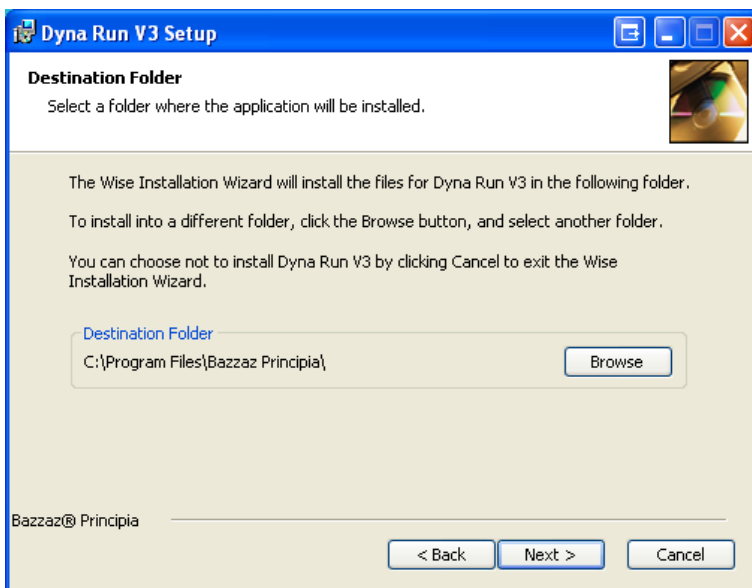 Dyna Run V3 Setup
Destination Folder
Select a folder where the application will be installed.
The Wise Installation Wizard will install the files for Dyna Run V3 in the following folder.
To install into a different folder, click the Browse button, and select another folder.
You can choose not to install Dyna Run V3 by clicking Cancel to exit the Wise
Installation Wizard.
Destination Folder
C:\Program Files\Bazzaz Principia\
Browse
Bazzaz® Principia
< Back
Next >
Cancel